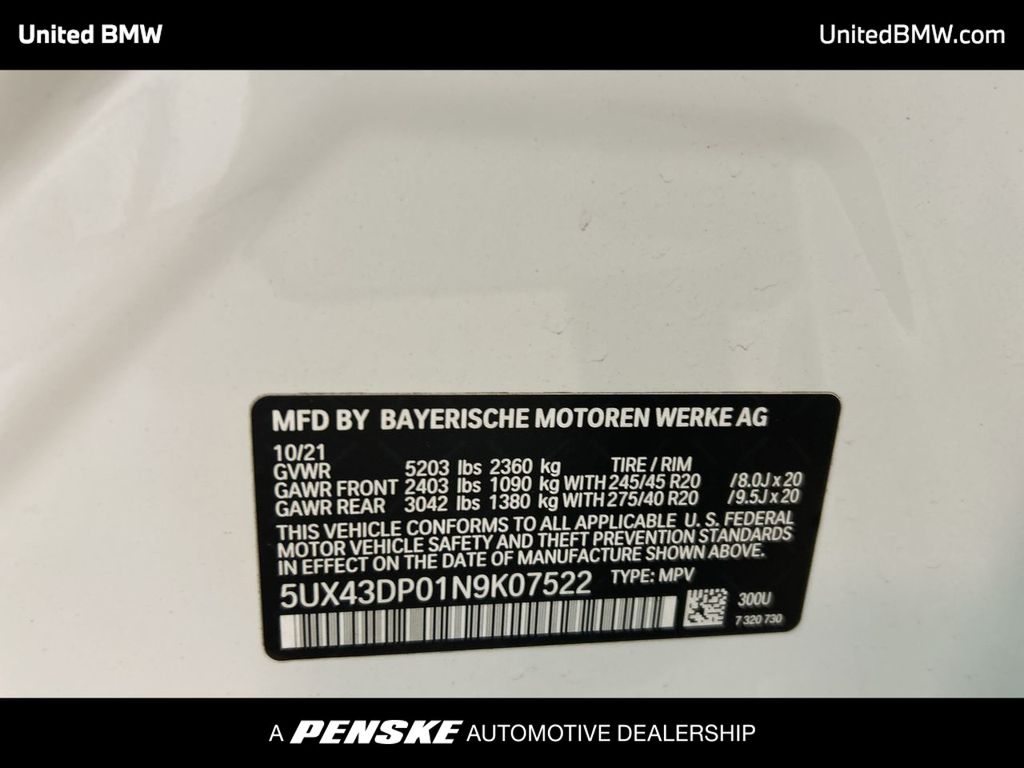 United BMW
UnitedBMW.com
MFD BY BAYERISCHE MOTOREN WERKE AG
10/21
GVWR 5203 lbs 2360 kg TIRE / RIM
GAWR FRONT 2403 lbs 1090 kg WITH 245/45 R20 /8.0J x 20
GAWR REAR 3042 lbs 1380 kg WITH 275/40 R20 /9.5J x 20
THIS VEHICLE CONFORMS TO ALL APPLICABLE U. S. FEDERAL
MOTOR VEHICLE SAFETY AND THEFT PREVENTION STANDARDS
IN EFFECT ON THE DATE OF MANUFACTURE SHOWN ABOVE.
5UX43DP01N9K07522 TYPE: MPV
300U
7 320 730
A PENSKE AUTOMOTIVE DEALERSHIP